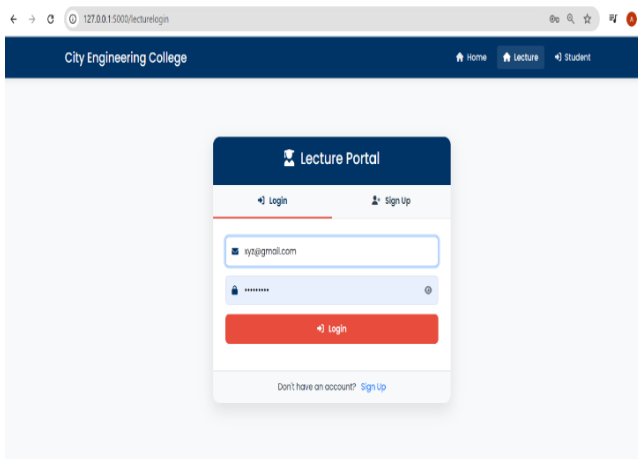 127.0.0.1:5000/lecturelogin
City Engineering College
Home Lecture Student
Lecture Portal
Login Sign Up
xyz@gmail.com
•••••••••
Login
Don't have an account? Sign Up